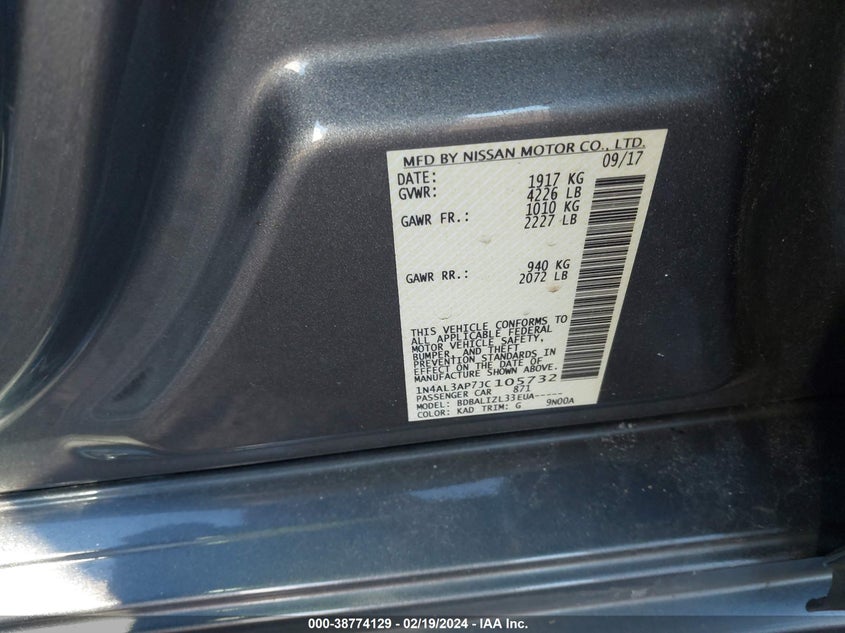 MFD BY NISSAN MOTOR CO., LTD.
DATE: 09/17
GVWR: 1917 KG
4226 LB
GAWR FR.: 1010 KG
2227 LB
GAWR RR.: 940 KG
2072 LB
THIS VEHICLE CONFORMS TO
ALL APPLICABLE FEDERAL
MOTOR VEHICLE SAFETY,
BUMPER, AND THEFT
PREVENTION STANDARDS IN
EFFECT ON THE DATE OF
MANUFACTURE SHOWN ABOVE.
1N4AL3AP7JC105732
PASSENGER CAR 871
MODEL: BDBALIZL33EUA-----
COLOR: KAD TRIM: G 9N00A
000-38774129 - 02/19/2024 - IAA Inc.